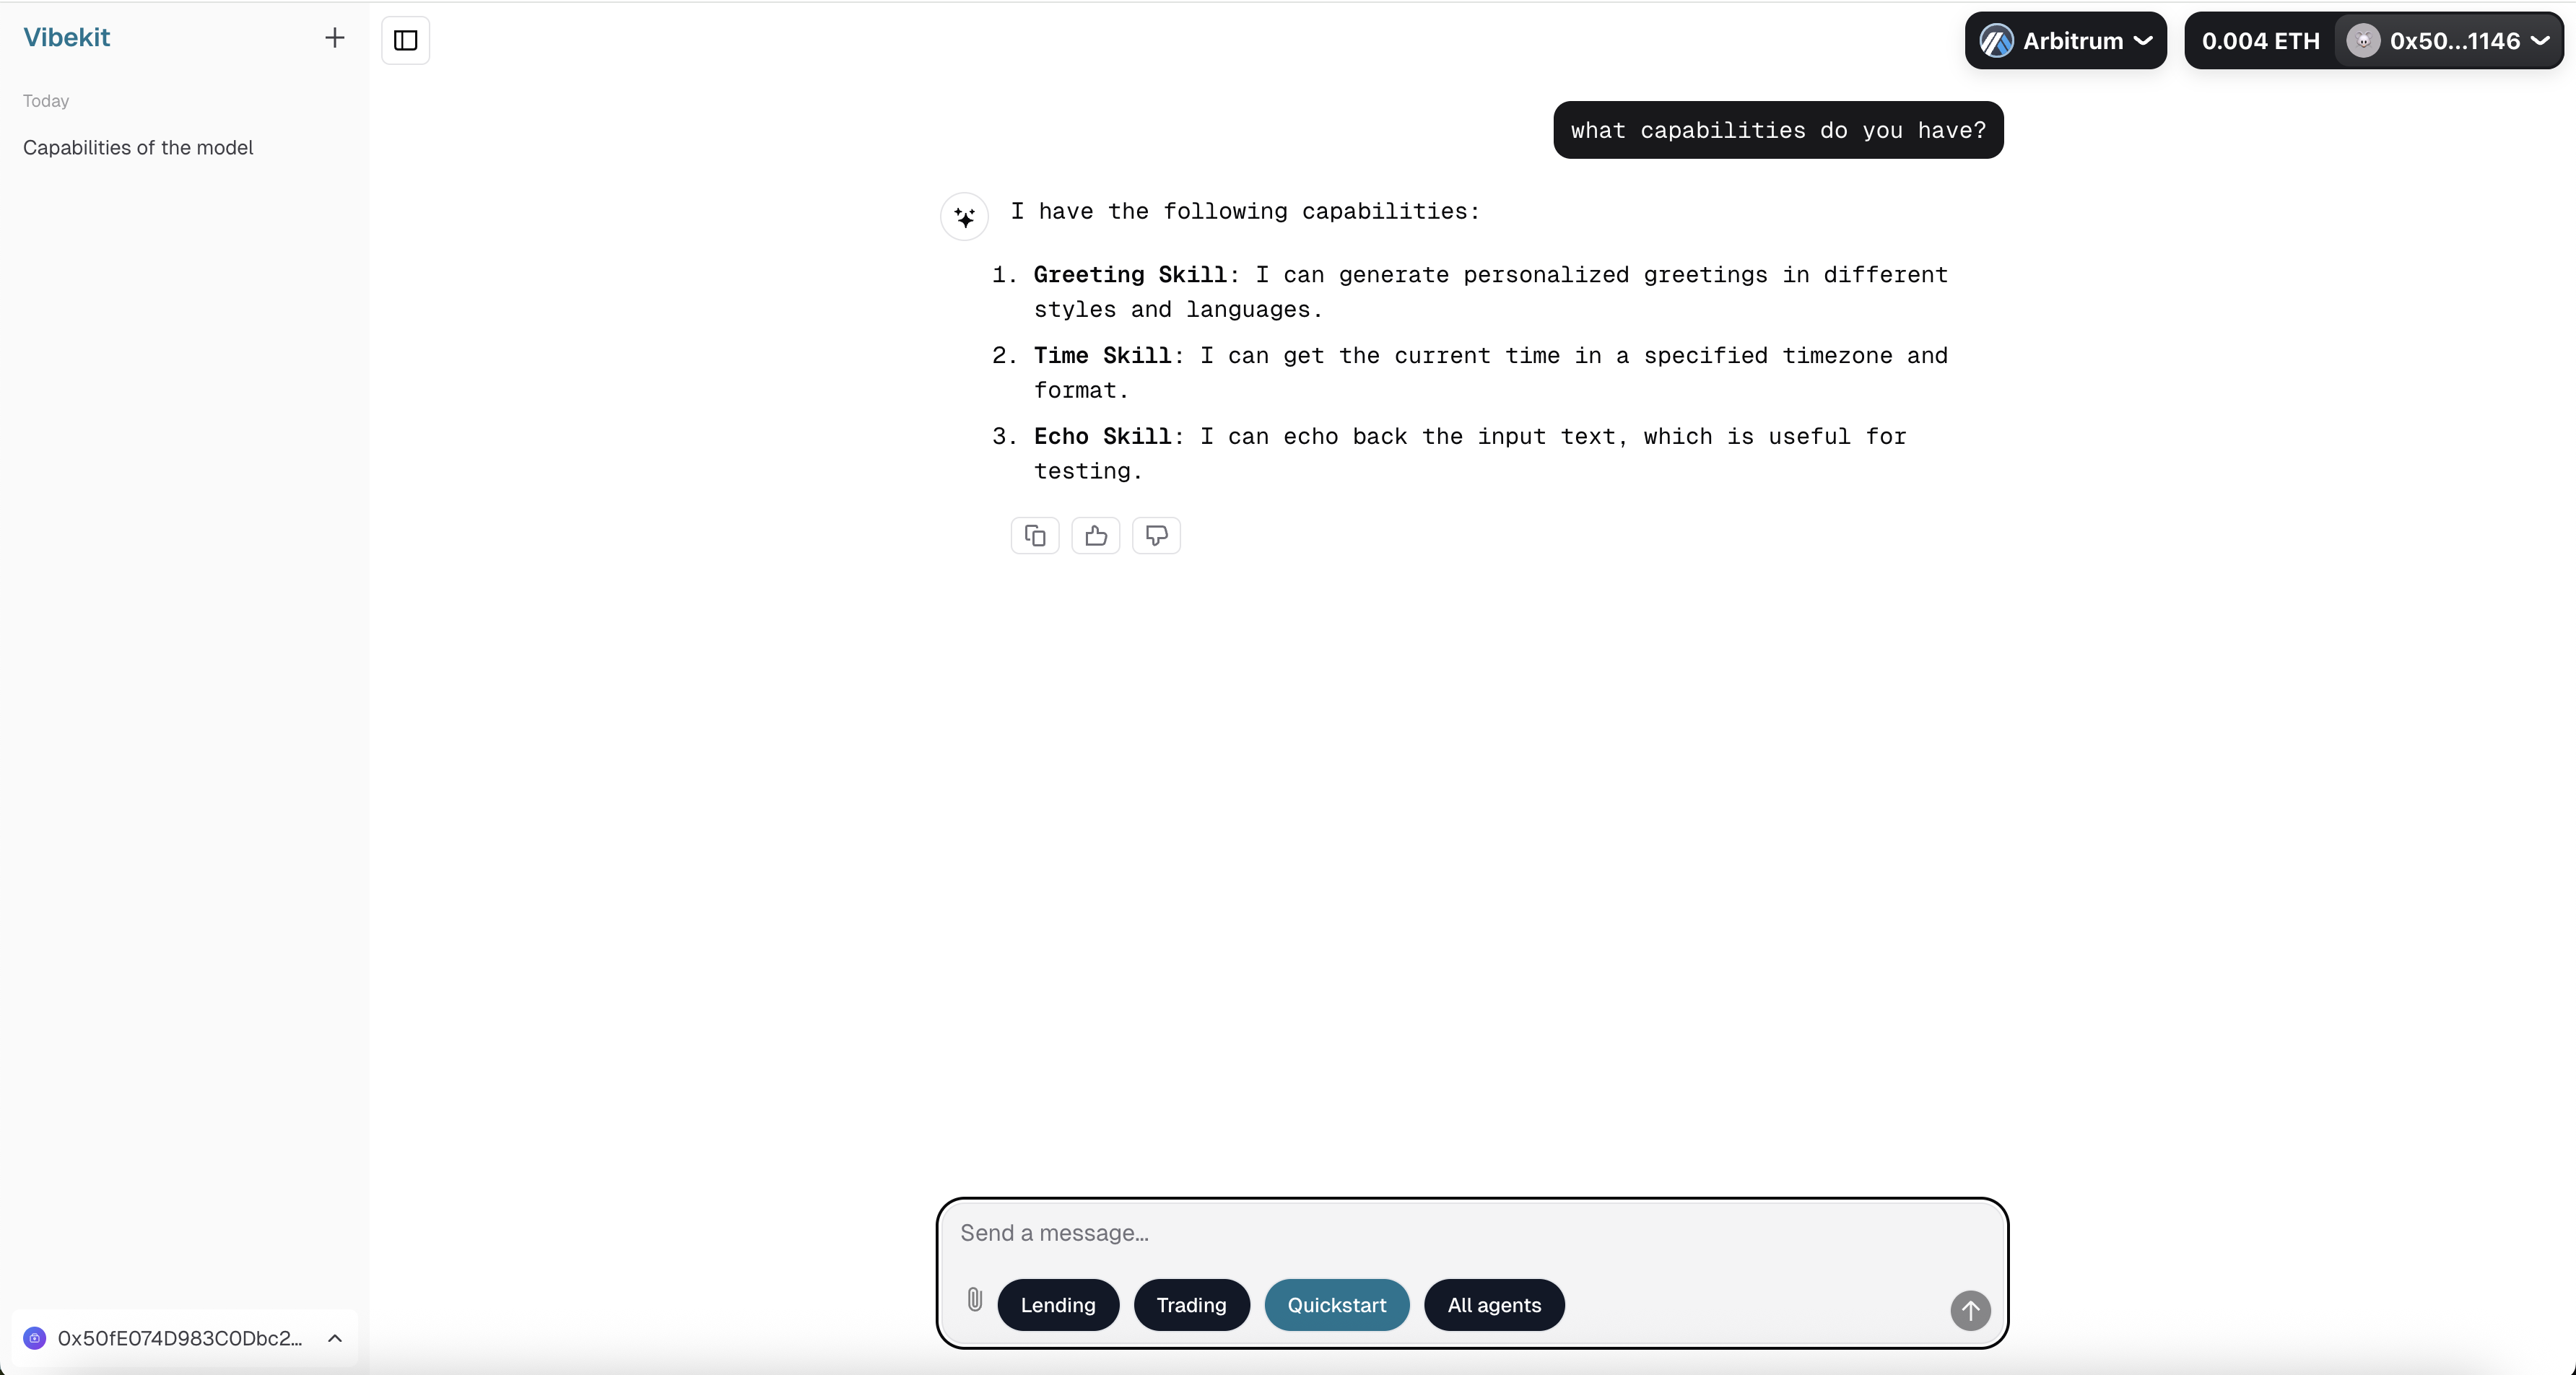 Vibekit
Today
Capabilities of the model
Arbitrum
0.004 ETH
0x50...1146
what capabilities do you have?
I have the following capabilities:
1. Greeting Skill: I can generate personalized greetings in different
styles and languages.
2. Time Skill: I can get the current time in a specified timezone and
format.
3. Echo Skill: I can echo back the input text, which is useful for
testing.
Send a message...
Lending
Trading
Quickstart
All agents
0x50fE074D983C0Dbc2...